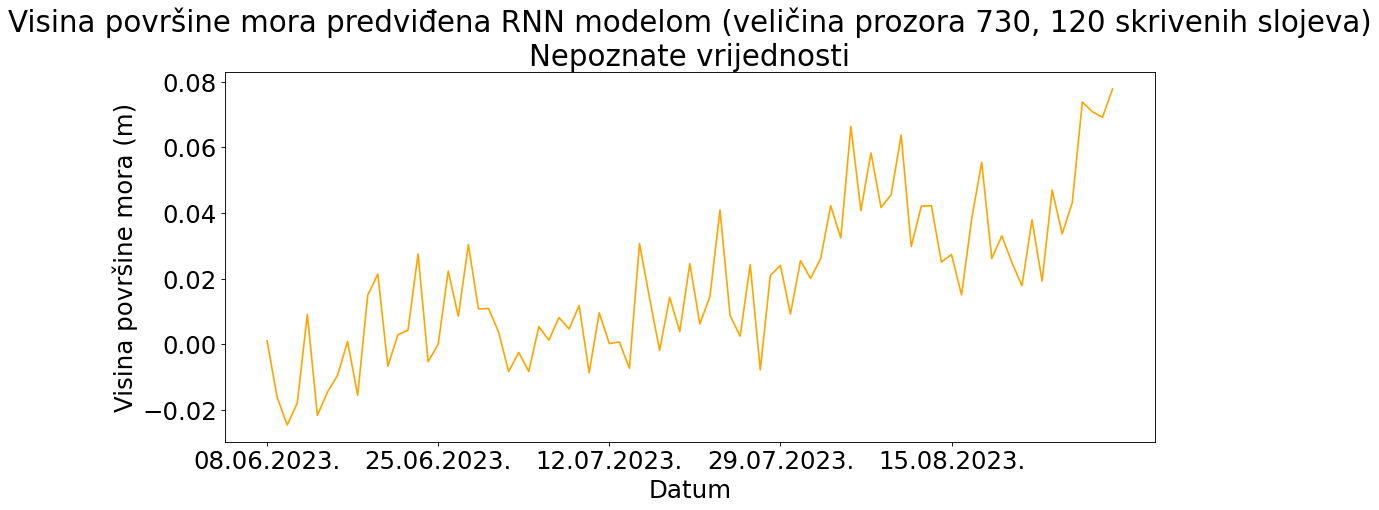 Visina površine mora predviđena RNN modelom (veličina prozora 730, 120 skrivenih slojeva)
Nepoznate vrijednosti
Visina površine mora (m)
0.08
0.06
0.04
0.02
0.00
−0.02
08.06.2023. 25.06.2023. 12.07.2023. 29.07.2023. 15.08.2023.
Datum